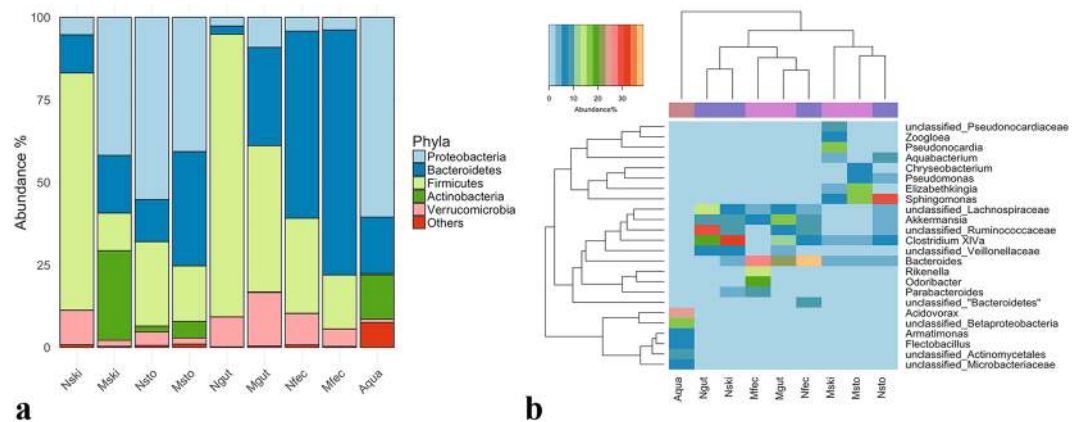 100
75
50
25
0
Abundance %
Nski
Mski
Nsto
Msto
Ngut
Mgut
Nfec
Mfec
Aqua
Phyla
Proteobacteria
Bacteroidetes
Firmicutes
Actinobacteria
Verrucomicrobia
Others
a
0 10 20 30
Abundance%
unclassified_Pseudonocardiaceae
Zoogloea
Pseudonocardia
Aquabacterium
Chryseobacterium
Pseudomonas
Elizabethkingia
Sphingomonas
unclassified_Lachnospiraceae
Akkermansia
unclassified_Ruminococcaceae
Clostridium XIVa
unclassified_Veillonellaceae
Bacteroides
Rikenella
Odoribacter
Parabacteroides
unclassified_"Bacteroidetes"
Acidovorax
unclassified_Betaproteobacteria
Armatimonas
Flectobacillus
unclassified_Actinomycetales
unclassified_Microbacteriaceae
Aqua
Ngut
Nski
Mfec
Mgut
Nfec
Mski
Msto
Nsto
b